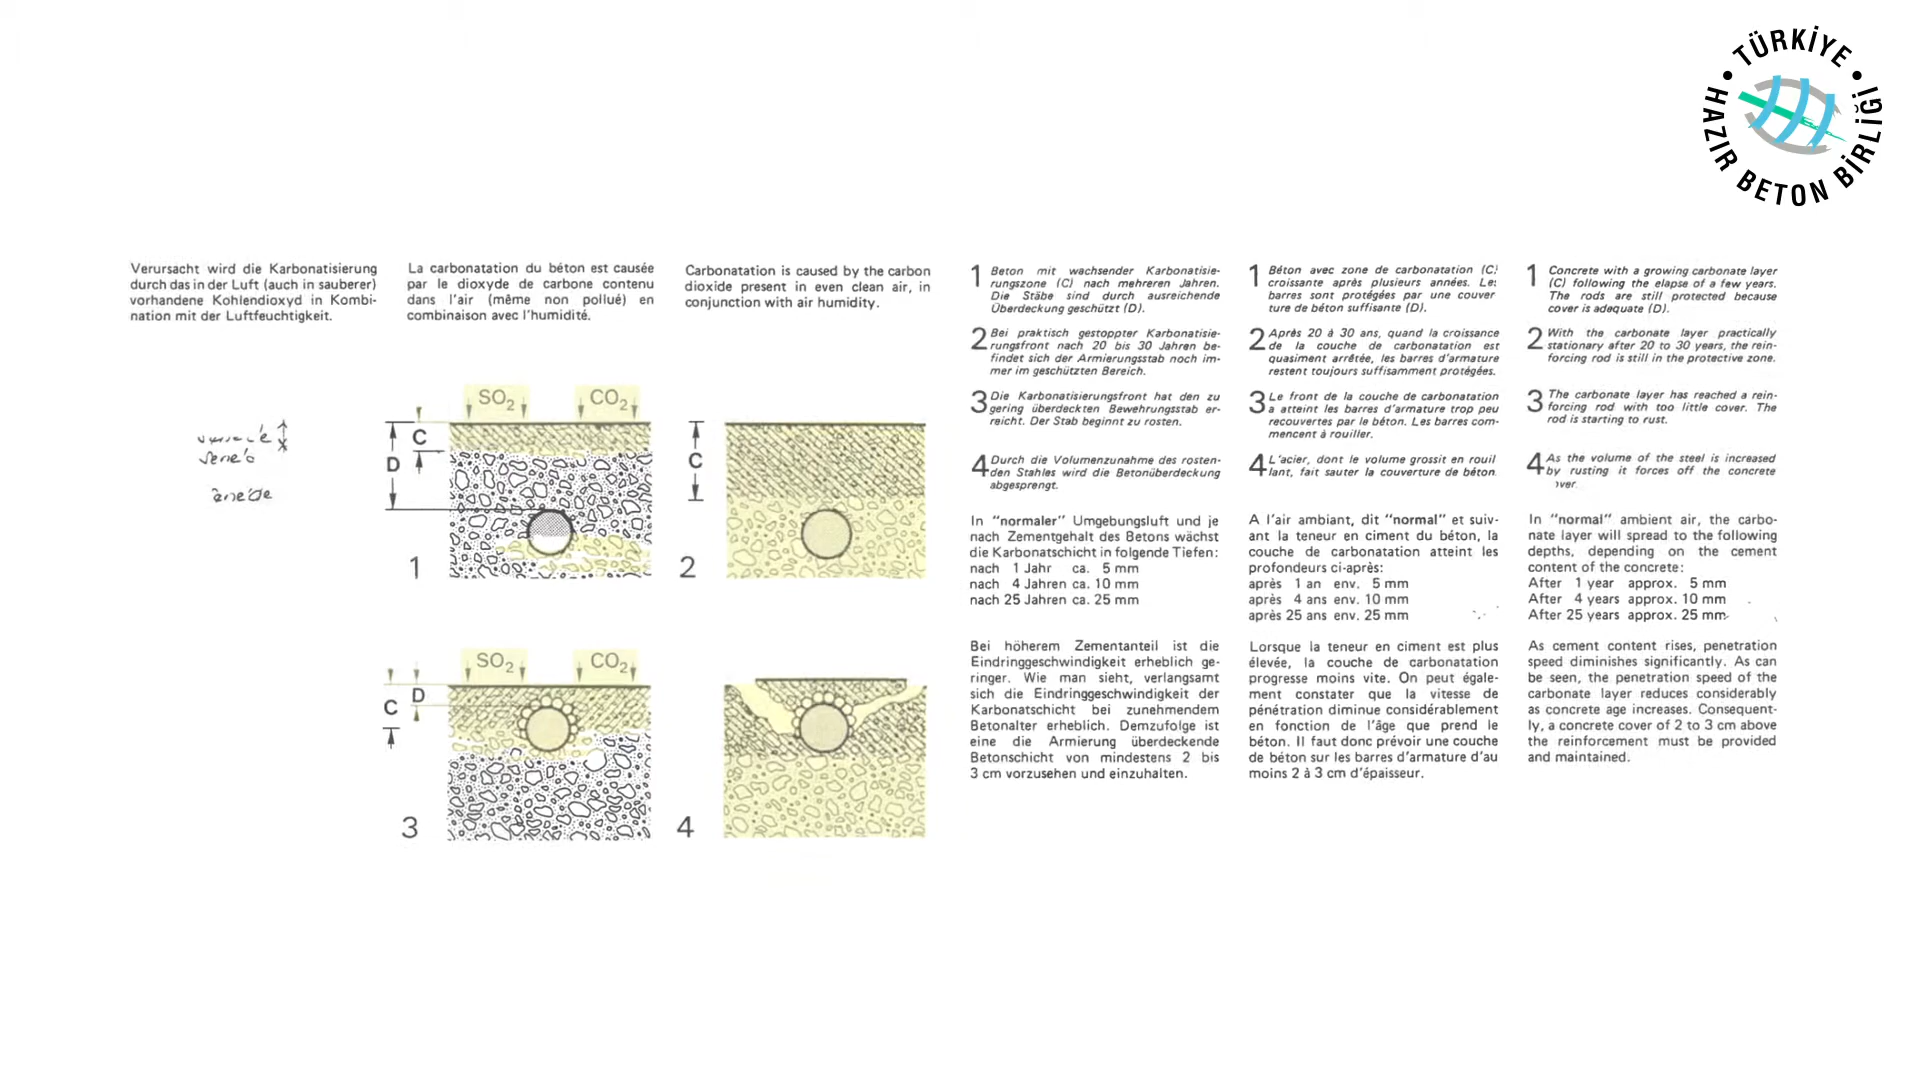 TÜRKİYE
HAZIR BETON BİRLİĞİ
Verursacht wird die Karbonatisierung
durch das in der Luft (auch in sauberer)
vorhandene Kohlendioxyd in Kombi-
nation mit der Luftfeuchtigkeit.
La carbonatation du béton est causée
par le dioxyde de carbone contenu
dans l'air (même non pollué) en
combinaison avec l'humidité.
Carbonatation is caused by the carbon
dioxide present in even clean air, in
conjunction with air humidity.
SO2 CO2
C
D
1
C
2
SO2 CO2
D
C
3
4
1 Beton mit wachsender Karbonatisie-
rungszone (C) nach mehreren Jahren.
Die Stäbe sind durch ausreichende
Überdeckung geschützt (D).
2 Bei praktisch gestoppter Karbonatisie-
rungsfront nach 20 bis 30 Jahren be-
findet sich der Armierungsstab noch im-
mer im geschützten Bereich.
3 Die Karbonatisierungsfront hat den zu
gering überdeckten Bewehrungsstab er-
reicht. Der Stab beginnt zu rosten.
4 Durch die Volumenzunahme des rosten-
den Stahles wird die Betonüberdeckung
abgesprengt.
In "normaler" Umgebungsluft und je
nach Zementgehalt des Betons wächst
die Karbonatschicht in folgende Tiefen:
nach 1 Jahr ca. 5 mm
nach 4 Jahren ca. 10 mm
nach 25 Jahren ca. 25 mm
Bei höherem Zementanteil ist die
Eindringgeschwindigkeit erheblich ge-
ringer. Wie man sieht, verlangsamt
sich die Eindringgeschwindigkeit der
Karbonatschicht bei zunehmendem
Betonalter erheblich. Demzufolge ist
eine die Armierung überdeckende
Betonschicht von mindestens 2 bis
3 cm vorzusehen und einzuhalten.
1 Béton avec zone de carbonatation (C)
croissante après plusieurs années. Les
barres sont protégées par une couver
ture de béton suffisante (D).
2 Après 20 à 30 ans, quand la croissance
de la couche de carbonatation est
quasiment arrêtée, les barres d'armature
restent toujours suffisamment protégées.
3 Le front de la couche de carbonatation
a atteint les barres d'armature trop peu
recouvertes par le béton. Les barres com-
mencent à rouiller.
4 L'acier, dont le volume grossit en rouil
lant, fait sauter la couverture de béton.
A l'air ambiant, dit "normal" et suiv-
ant la teneur en ciment du béton, la
couche de carbonatation atteint les
profondeurs ci-après:
après 1 an env. 5 mm
après 4 ans env. 10 mm
après 25 ans env. 25 mm
Lorsque la teneur en ciment est plus
élevée, la couche de carbonatation
progresse moins vite. On peut égale-
ment constater que la vitesse de
pénétration diminue considérablement
en fonction de l'âge que prend le
béton. Il faut donc prévoir une couche
de béton sur les barres d'armature d'au
moins 2 à 3 cm d'épaisseur.
1 Concrete with a growing carbonate layer
(C) following the elapse of a few years.
The rods are still protected because
cover is adequate (D).
2 With the carbonate layer practically
stationary after 20 to 30 years, the rein-
forcing rod is still in the protective zone.
3 The carbonate layer has reached a rein-
forcing rod with too little cover. The
rod is starting to rust.
4 As the volume of the steel is increased
by rusting it forces off the concrete
over.
In "normal" ambient air, the carbo-
nate layer will spread to the following
depths, depending on the cement
content of the concrete:
After 1 year approx. 5 mm
After 4 years approx. 10 mm
After 25 years approx. 25 mm
As cement content rises, penetration
speed diminishes significantly. As can
be seen, the penetration speed of the
carbonate layer reduces considerably
as concrete age increases. Consequent-
ly, a concrete cover of 2 to 3 cm above
the reinforcement must be provided
and maintained.